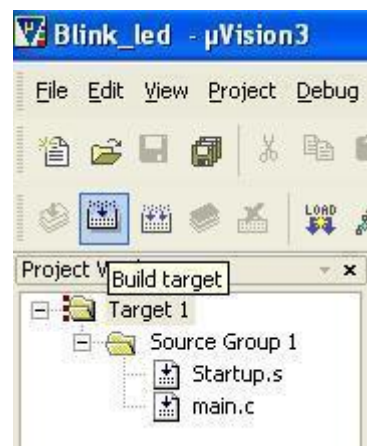 Blink_led - µVision3
File Edit View Project Debug
LOAD
Project W
Build target
Target 1
Source Group 1
Startup.s
main.c